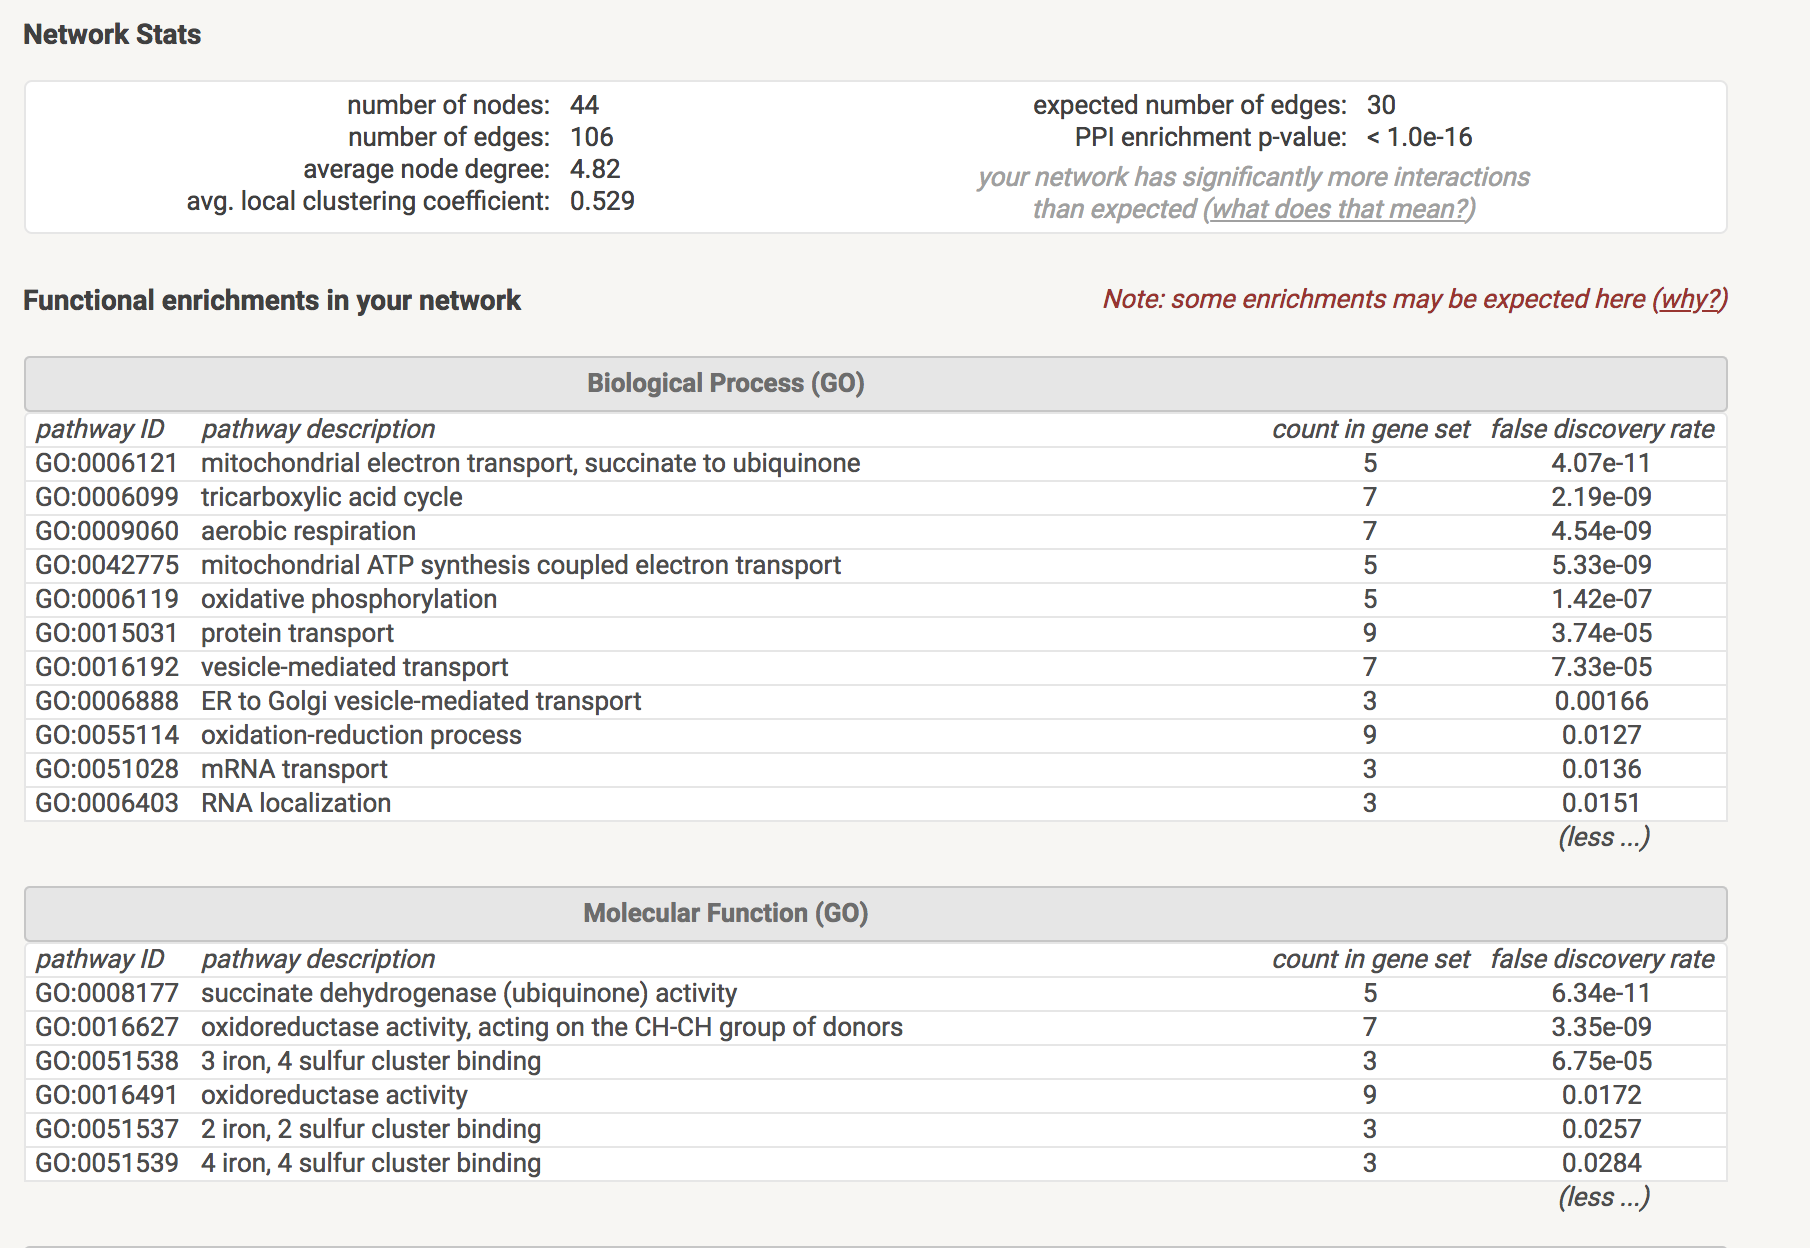 Network Stats
number of nodes: 44
number of edges: 106
average node degree: 4.82
avg. local clustering coefficient: 0.529
expected number of edges: 30
PPI enrichment p-value: < 1.0e-16
your network has significantly more interactions
than expected (what does that mean?)
Functional enrichments in your network
Note: some enrichments may be expected here (why?)
Biological Process (GO)
pathway ID pathway description count in gene set false discovery rate
GO:0006121 mitochondrial electron transport, succinate to ubiquinone 5 4.07e-11
GO:0006099 tricarboxylic acid cycle 7 2.19e-09
GO:0009060 aerobic respiration 7 4.54e-09
GO:0042775 mitochondrial ATP synthesis coupled electron transport 5 5.33e-09
GO:0006119 oxidative phosphorylation 5 1.42e-07
GO:0015031 protein transport 9 3.74e-05
GO:0016192 vesicle-mediated transport 7 7.33e-05
GO:0006888 ER to Golgi vesicle-mediated transport 3 0.00166
GO:0055114 oxidation-reduction process 9 0.0127
GO:0051028 mRNA transport 3 0.0136
GO:0006403 RNA localization 3 0.0151
(less ...)
Molecular Function (GO)
pathway ID pathway description count in gene set false discovery rate
GO:0008177 succinate dehydrogenase (ubiquinone) activity 5 6.34e-11
GO:0016627 oxidoreductase activity, acting on the CH-CH group of donors 7 3.35e-09
GO:0051538 3 iron, 4 sulfur cluster binding 3 6.75e-05
GO:0016491 oxidoreductase activity 9 0.0172
GO:0051537 2 iron, 2 sulfur cluster binding 3 0.0257
GO:0051539 4 iron, 4 sulfur cluster binding 3 0.0284
(less ...)